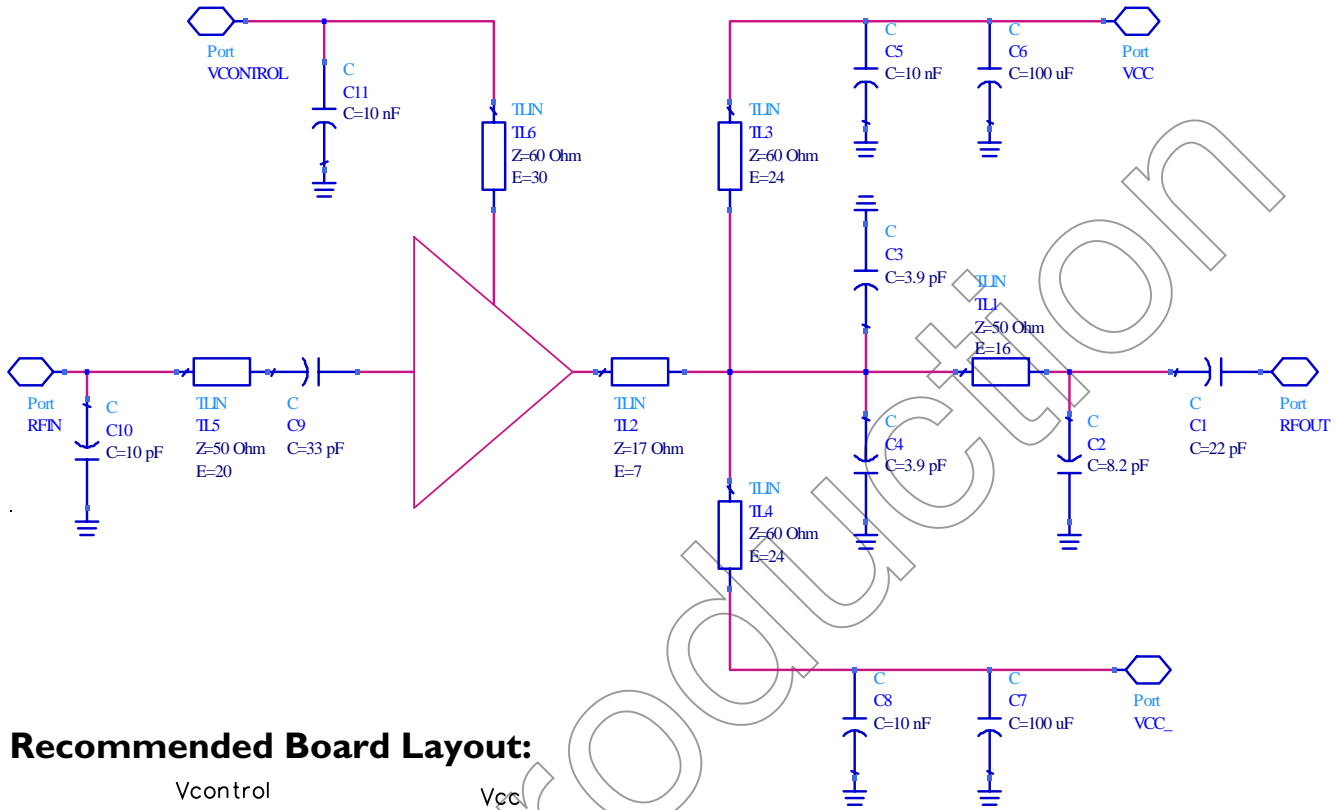 Port
VCONTROL
C
C11
C=10 nF
TLIN
TL6
Z=60 Ohm
E=30
TLIN
TL3
Z=60 Ohm
E=24
C
C5
C=10 nF
C
C6
C=100 uF
Port
VCC
C
C3
C=3.9 pF
TLIN
TL1
Z=50 Ohm
E=16
Port
RFIN
C
C10
C=10 pF
TLIN
TL5
Z=50 Ohm
E=20
C
C9
C=33 pF
TLIN
TL2
Z=17 Ohm
E=7
C
C4
C=3.9 pF
C
C2
C=8.2 pF
C
C1
C=22 pF
Port
RFOUT
TLIN
TL4
Z=60 Ohm
E=24
C
C8
C=10 nF
C
C7
C=100 uF
Port
VCC_
Recommended Board Layout:
Vcontrol
Vcc
roduction